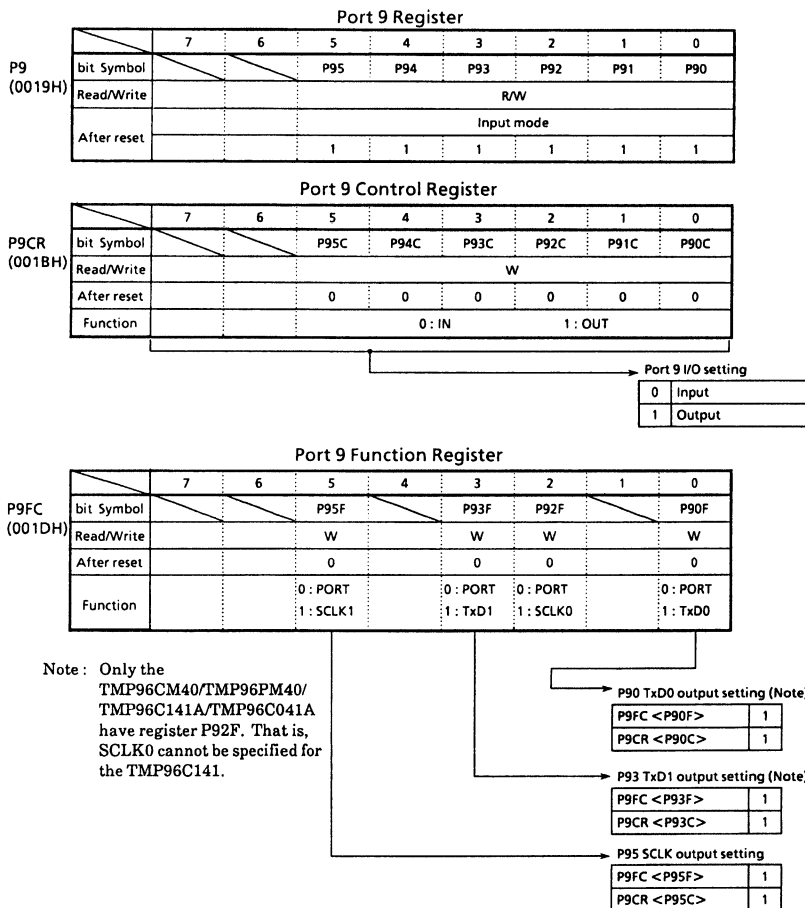 Port 9 Register
7 6 5 4 3 2 1 0
P9
(0019H)
bit Symbol P95 P94 P93 P92 P91 P90
Read/Write R/W
After reset Input mode
1 1 1 1 1 1
Port 9 Control Register
7 6 5 4 3 2 1 0
P9CR
(001BH)
bit Symbol P95C P94C P93C P92C P91C P90C
Read/Write W
After reset 0 0 0 0 0 0
Function 0 : IN 1 : OUT
Port 9 I/O setting
0 Input
1 Output
Port 9 Function Register
7 6 5 4 3 2 1 0
P9FC
(001DH)
bit Symbol P95F P93F P92F P90F
Read/Write W W W W
After reset 0 0 0 0
Function
0 : PORT 0 : PORT 0 : PORT 0 : PORT
1 : SCLK1 1 : TxD1 1 : SCLK0 1 : TxD0
Note : Only the
TMP96CM40/TMP96PM40/
TMP96C141A/TMP96C041A
have register P92F. That is,
SCLK0 cannot be specified for
the TMP96C141.
P90 TxD0 output setting (Note)
P9FC <P90F> 1
P9CR <P90C> 1
P93 TxD1 output setting (Note)
P9FC <P93F> 1
P9CR <P93C> 1
P95 SCLK output setting
P9FC <P95F> 1
P9CR <P95C> 1